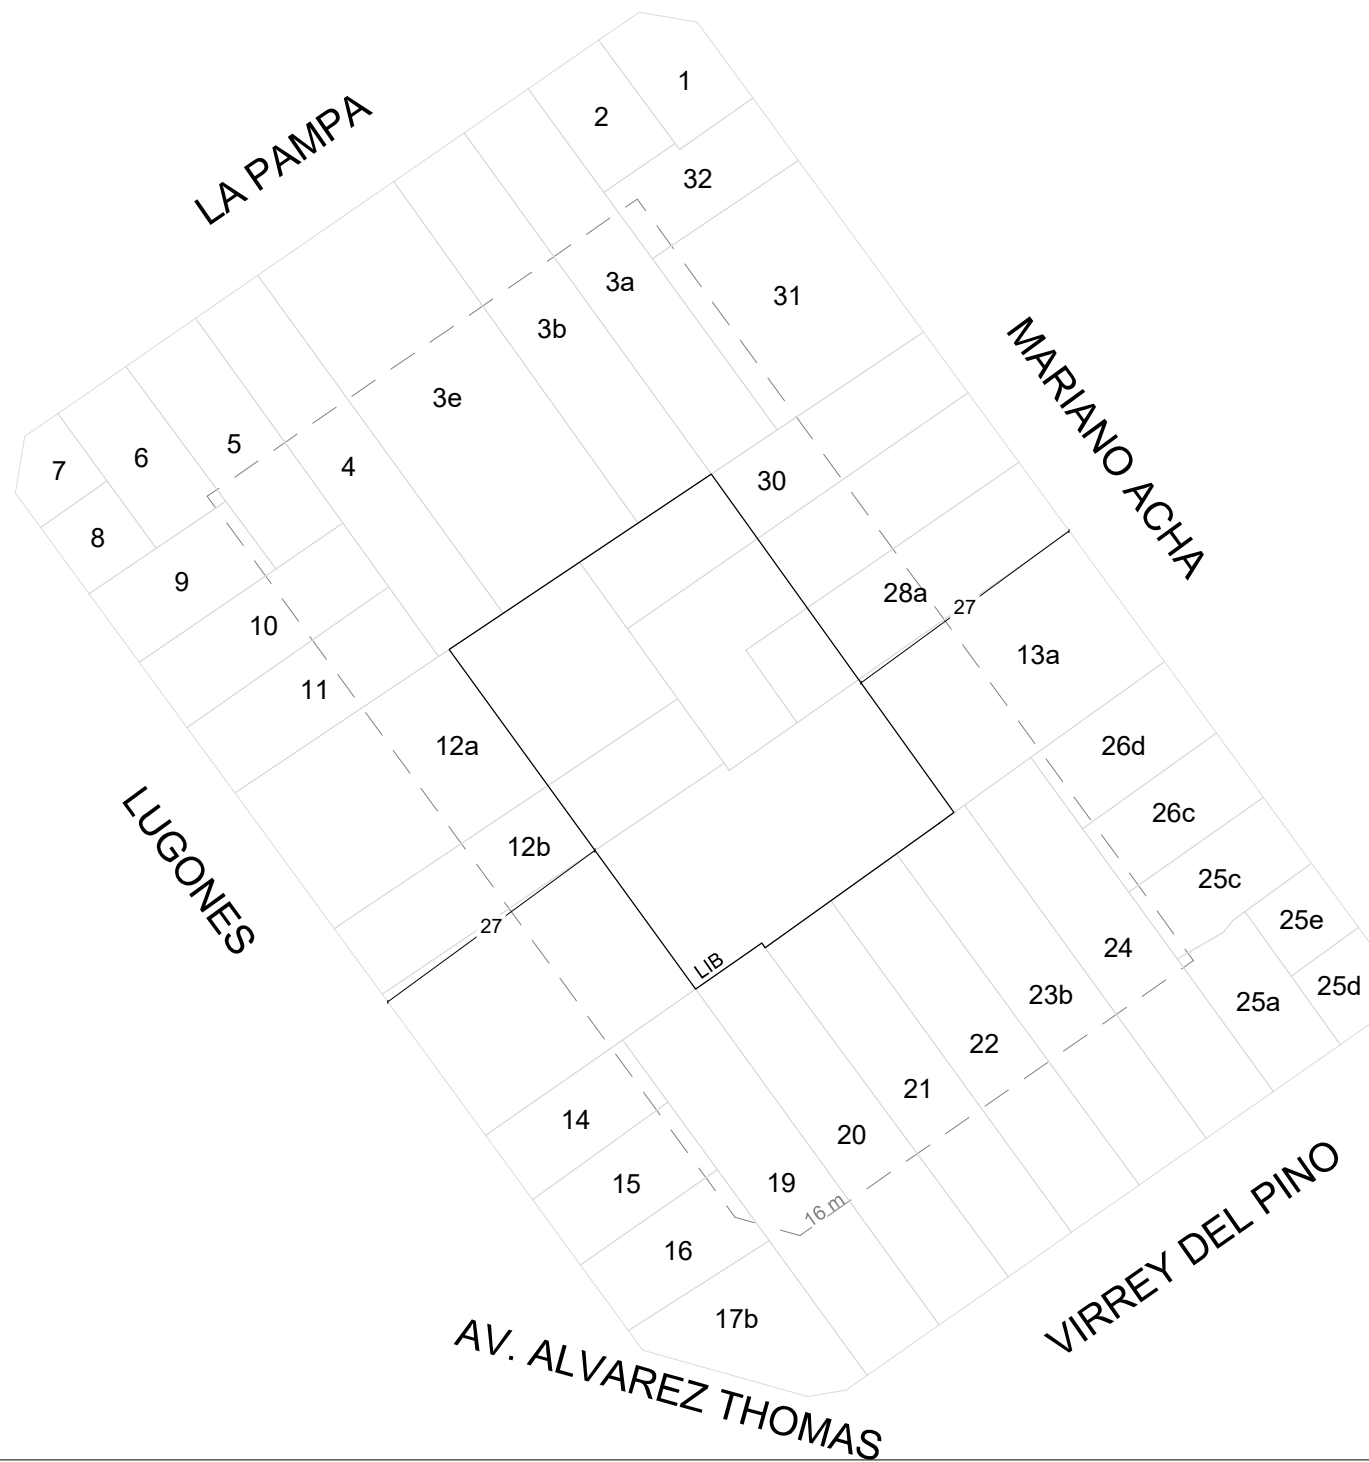 1
2
LA PAMPA
32
3a
31
3b
MARIANO ACHA
3e
5
6
4
7
30
8
9
28a
27
10
13a
11
12a
26d
26c
LUGONES
12b
25c
27
25e
24
LIB
25d
23b
25a
22
21
14
20
15
19
16 m
16
VIRREY DEL PINO
17b
AV. ALVAREZ THOMAS